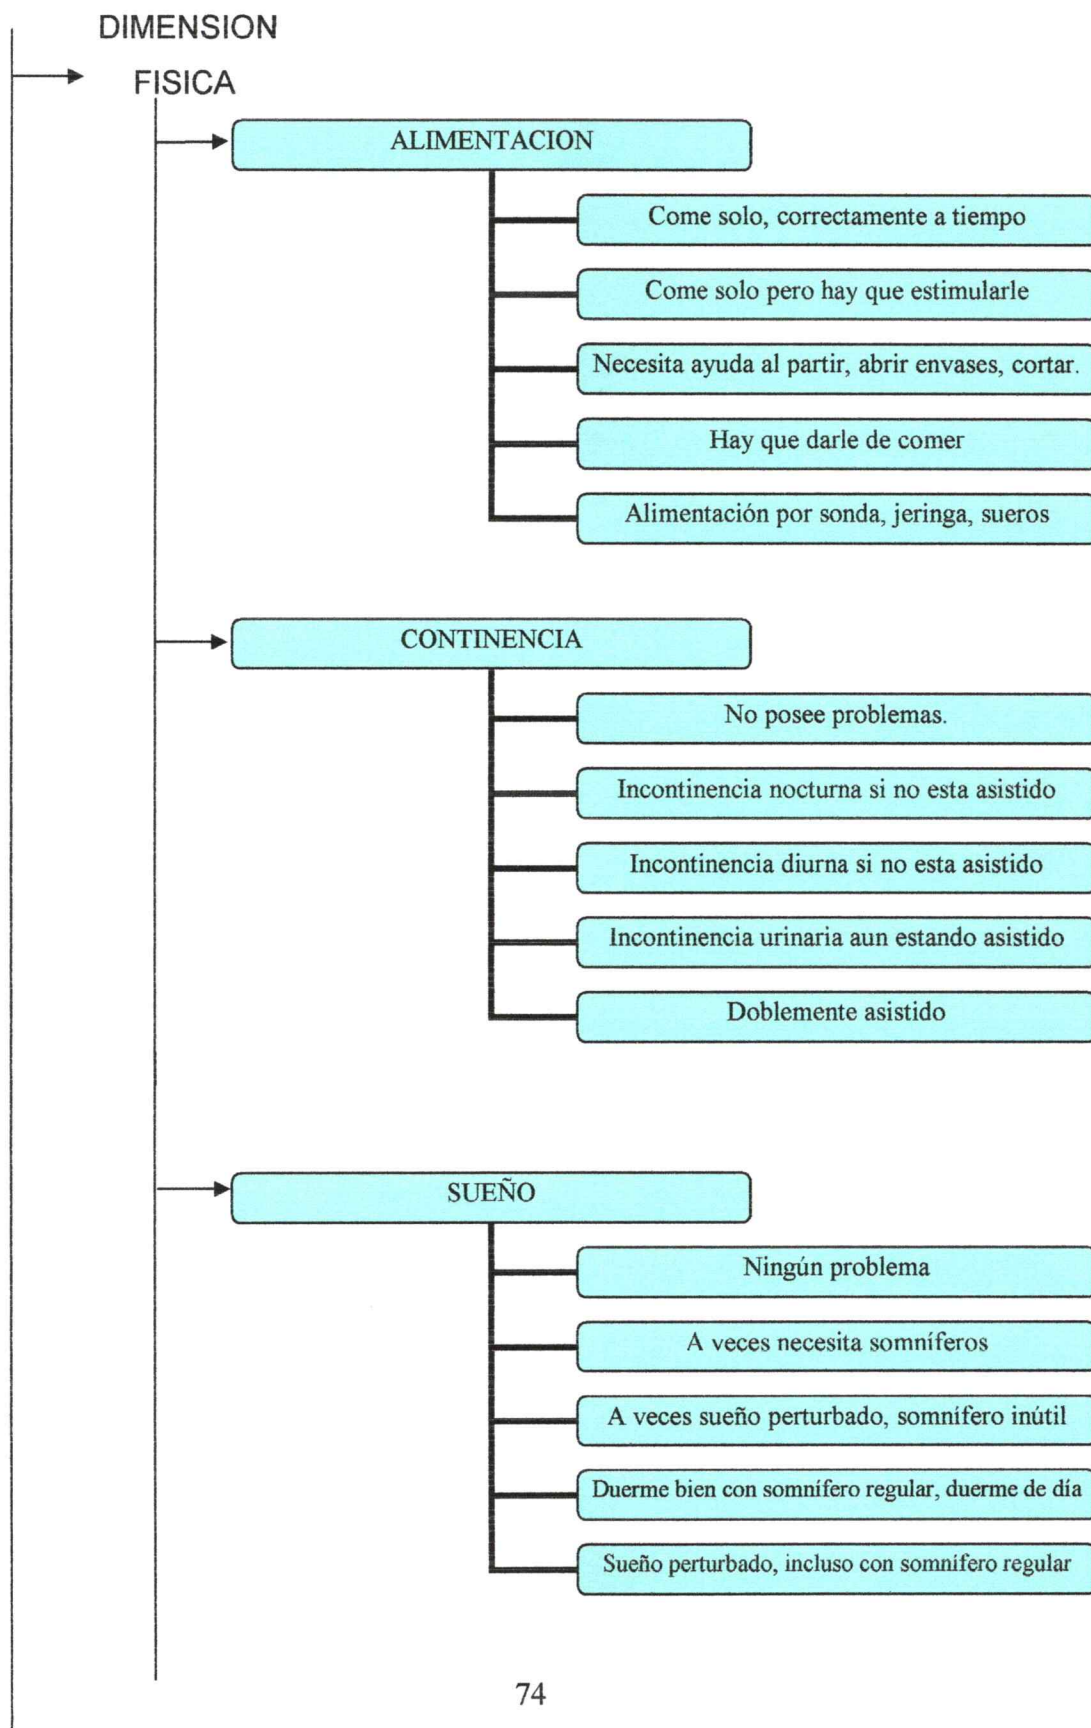 DIMENSION
FISICA
ALIMENTACION
Come solo, correctamente a tiempo
Come solo pero hay que estimularle
Necesita ayuda al partir, abrir envases, cortar.
Hay que darle de comer
Alimentación por sonda, jeringa, sueros
CONTINENCIA
No posee problemas.
Incontinencia nocturna si no esta asistido
Incontinencia diurna si no esta asistido
Incontinencia urinaria aun estando asistido
Doblemente asistido
SUEÑO
Ningún problema
A veces necesita somníferos
A veces sueño perturbado, somnífero inútil
Duerme bien con somnífero regular, duerme de día
Sueño perturbado, incluso con somnífero regular
74